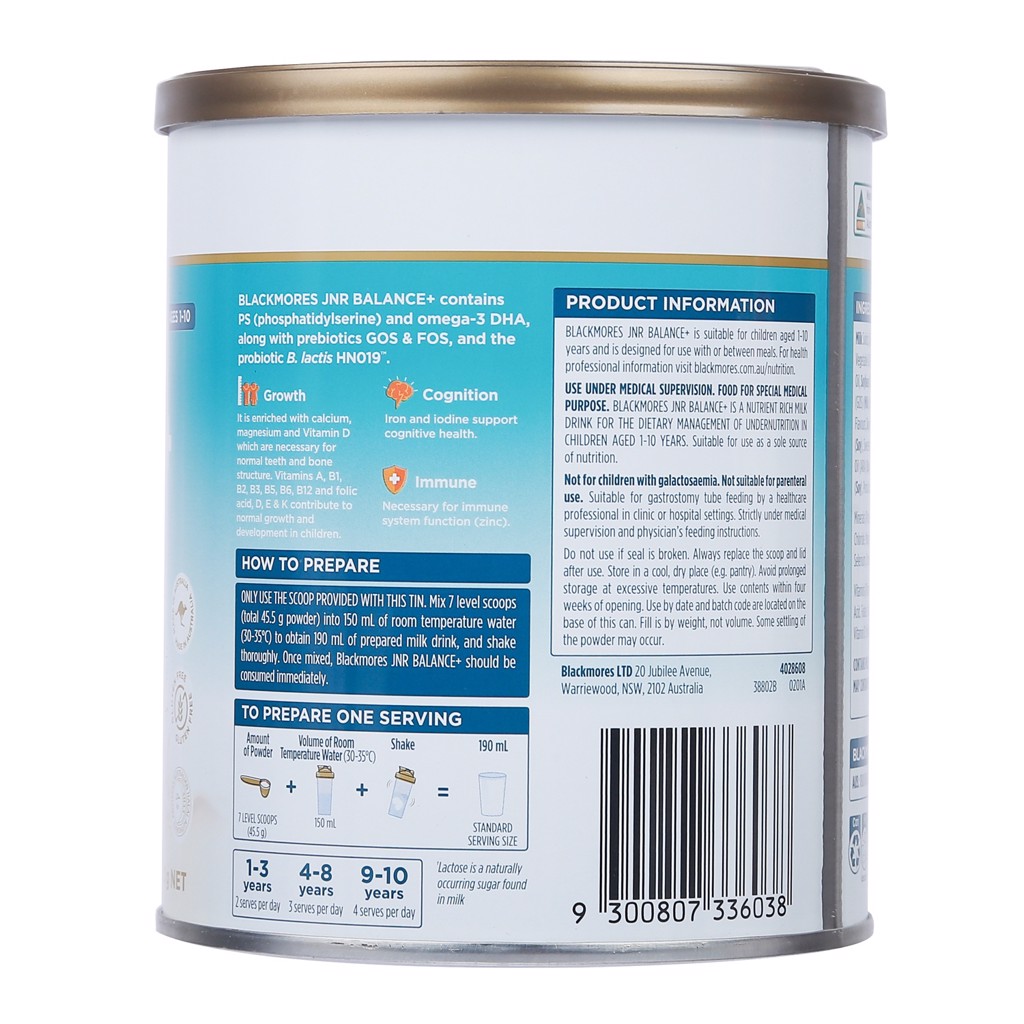 AGES 1-10
BLACKMORES JNR BALANCE+ contains
PS (phosphatidylserine) and omega-3 DHA,
along with prebiotics GOS & FOS, and the
probiotic B. lactis HN019™.
Growth
It is enriched with calcium,
magnesium and Vitamin D
which are necessary for
normal teeth and bone
structure. Vitamins A, B1,
B2, B3, B5, B6, B12 and folic
acid, D, E & K contribute to
normal growth and
development in children.
Cognition
Iron and iodine support
cognitive health.
Immune
Necessary for immune
system function (zinc).
HOW TO PREPARE
ONLY USE THE SCOOP PROVIDED WITH THIS TIN. Mix 7 level scoops
(total 45.5 g powder) into 150 mL of room temperature water
(30-35°C) to obtain 190 mL of prepared milk drink, and shake
thoroughly. Once mixed, Blackmores JNR BALANCE+ should be
consumed immediately.
TO PREPARE ONE SERVING
Amount
of Powder
Volume of Room
Temperature Water (30-35°C)
Shake
190 mL
+
+
=
7 LEVEL SCOOPS
(45.5 g)
150 mL
STANDARD
SERVING SIZE
1-3
years
2 serves per day
4-8
years
3 serves per day
9-10
years
4 serves per day
†Lactose is a naturally
occurring sugar found
in milk
NET
PRODUCT INFORMATION
BLACKMORES JNR BALANCE+ is suitable for children aged 1-10
years and is designed for use with or between meals. For health
professional information visit blackmores.com.au/nutrition.
USE UNDER MEDICAL SUPERVISION. FOOD FOR SPECIAL MEDICAL
PURPOSE. BLACKMORES JNR BALANCE+ IS A NUTRIENT RICH MILK
DRINK FOR THE DIETARY MANAGEMENT OF UNDERNUTRITION IN
CHILDREN AGED 1-10 YEARS. Suitable for use as a sole source
of nutrition.
Not for children with galactosaemia. Not suitable for parenteral
use. Suitable for gastrostomy tube feeding by a healthcare
professional in clinic or hospital settings. Strictly under medical
supervision and physician's feeding instructions.
Do not use if seal is broken. Always replace the scoop and lid
after use. Store in a cool, dry place (e.g. pantry). Avoid prolonged
storage at excessive temperatures. Use contents within four
weeks of opening. Use by date and batch code are located on the
base of this can. Fill is by weight, not volume. Some settling of
the powder may occur.
Blackmores LTD 20 Jubilee Avenue,
Warriewood, NSW, 2102 Australia
4028608
38802B 0201A
9 300807 336038